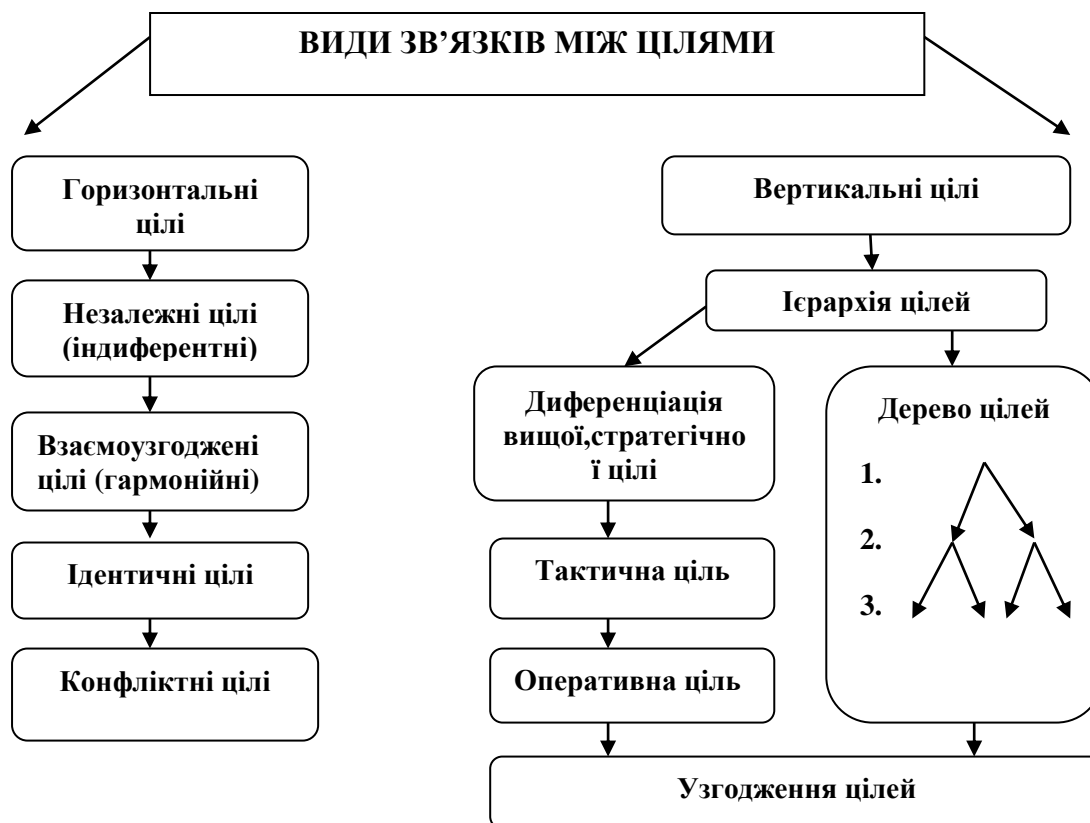 ВИДИ ЗВ’ЯЗКІВ МІЖ ЦІЛЯМИ
Горизонтальні
цілі
Незалежні цілі
(індиферентні)
Взаємоузгоджені
цілі (гармонійні)
Ідентичні цілі
Конфліктні цілі
Вертикальні цілі
Ієрархія цілей
Диференціація
вищої,стратегічно
ї цілі
Тактична ціль
Оперативна ціль
Дерево цілей
1.
2.
3.
Узгодження цілей